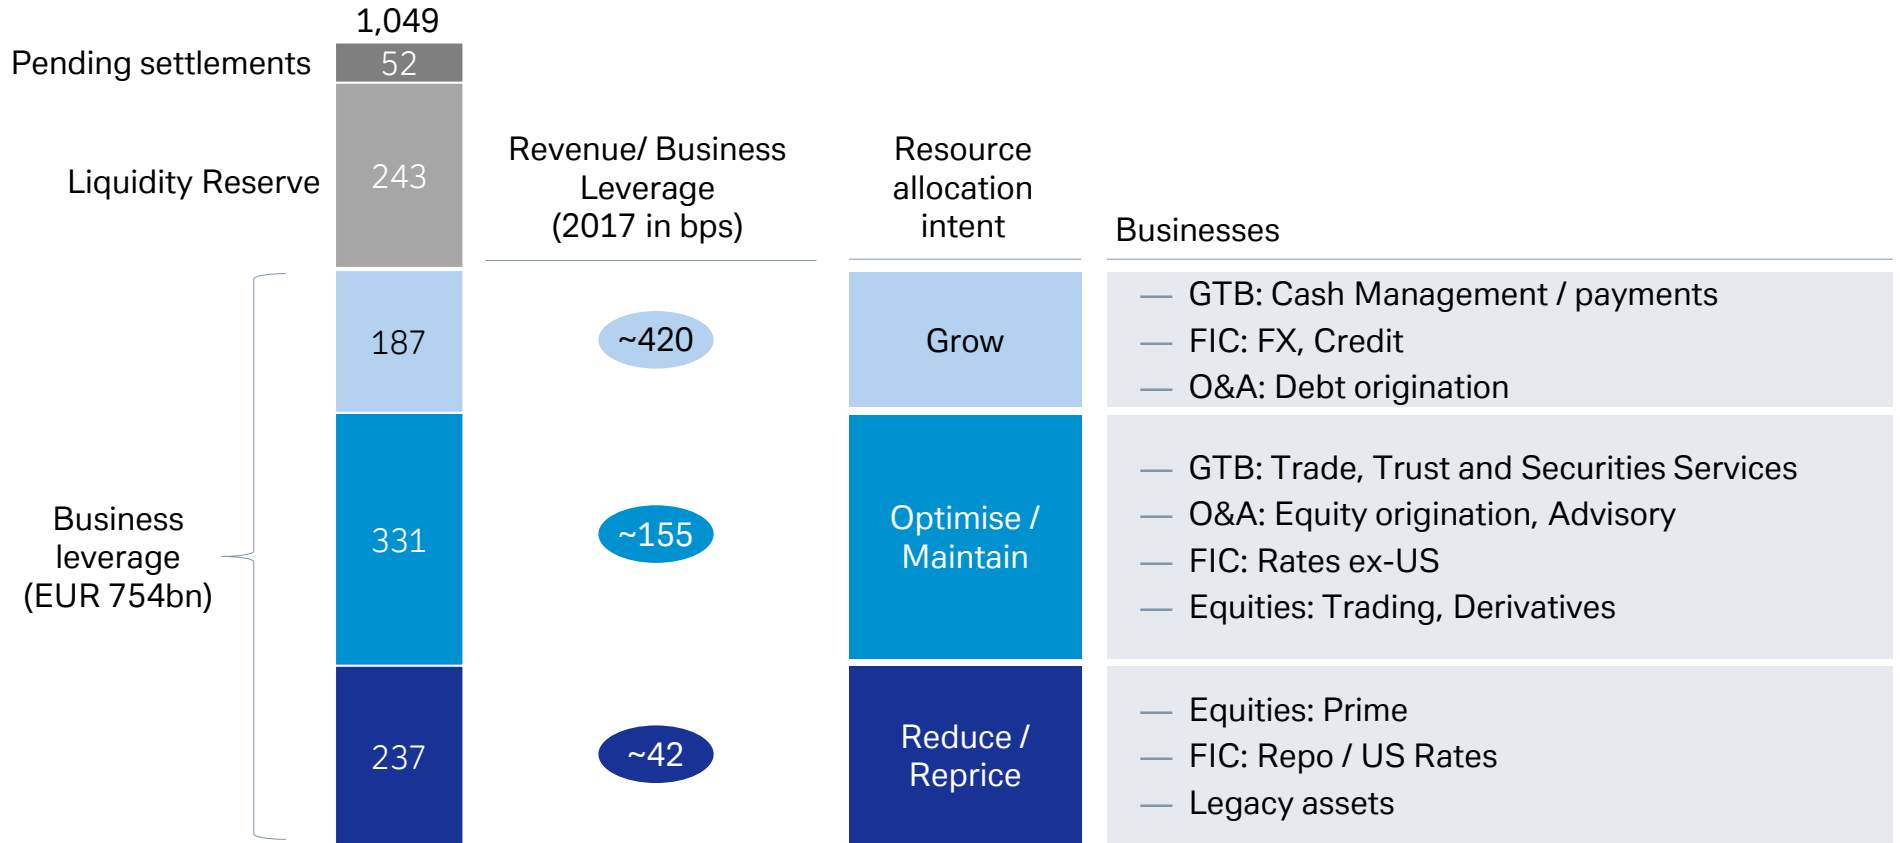 1,049
Pending settlements
52
Liquidity Reserve
243
Revenue/ Business
Leverage
(2017 in bps)
Resource
allocation
intent
Businesses
Business
leverage
(EUR 754bn)
187
~420
Grow
— GTB: Cash Management / payments
— FIC: FX, Credit
— O&A: Debt origination
331
~155
Optimise /
Maintain
— GTB: Trade, Trust and Securities Services
— O&A: Equity origination, Advisory
— FIC: Rates ex-US
— Equities: Trading, Derivatives
237
~42
Reduce /
Reprice
— Equities: Prime
— FIC: Repo / US Rates
— Legacy assets